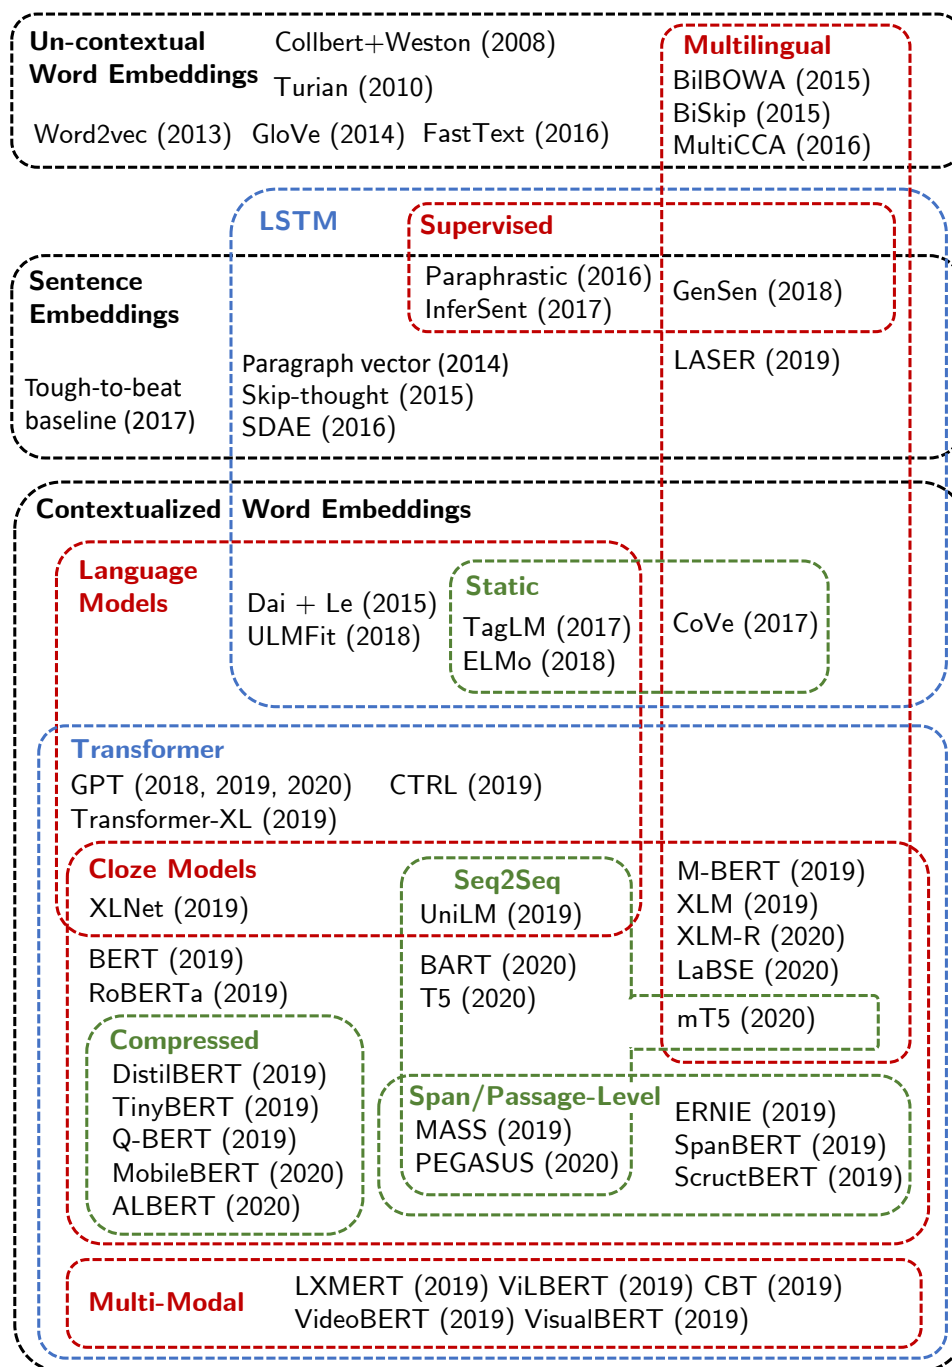 Un-contextual
Word Embeddings
Collbert+Weston (2008)
Turian (2010)
Word2vec (2013) GloVe (2014) FastText (2016)
Multilingual
BilBOWA (2015)
BiSkip (2015)
MultiCCA (2016)
LSTM
Supervised
Sentence
Embeddings
Paraphrastic (2016)
InferSent (2017)
GenSen (2018)
Tough-to-beat
baseline (2017)
Paragraph vector (2014)
Skip-thought (2015)
SDAE (2016)
LASER (2019)
Contextualized Word Embeddings
Language
Models
Dai + Le (2015)
ULMFit (2018)
Static
TagLM (2017)
ELMo (2018)
CoVe (2017)
Transformer
GPT (2018, 2019, 2020) CTRL (2019)
Transformer-XL (2019)
Cloze Models
XLNet (2019)
Seq2Seq
UniLM (2019)
M-BERT (2019)
XLM (2019)
XLM-R (2020)
LaBSE (2020)
BERT (2019)
RoBERTa (2019)
BART (2020)
T5 (2020)
mT5 (2020)
Compressed
DistilBERT (2019)
TinyBERT (2019)
Q-BERT (2019)
MobileBERT (2020)
ALBERT (2020)
Span/Passage-Level
MASS (2019)
PEGASUS (2020)
ERNIE (2019)
SpanBERT (2019)
ScructBERT (2019)
Multi-Modal
LXMERT (2019) ViLBERT (2019) CBT (2019)
VideoBERT (2019) VisualBERT (2019)